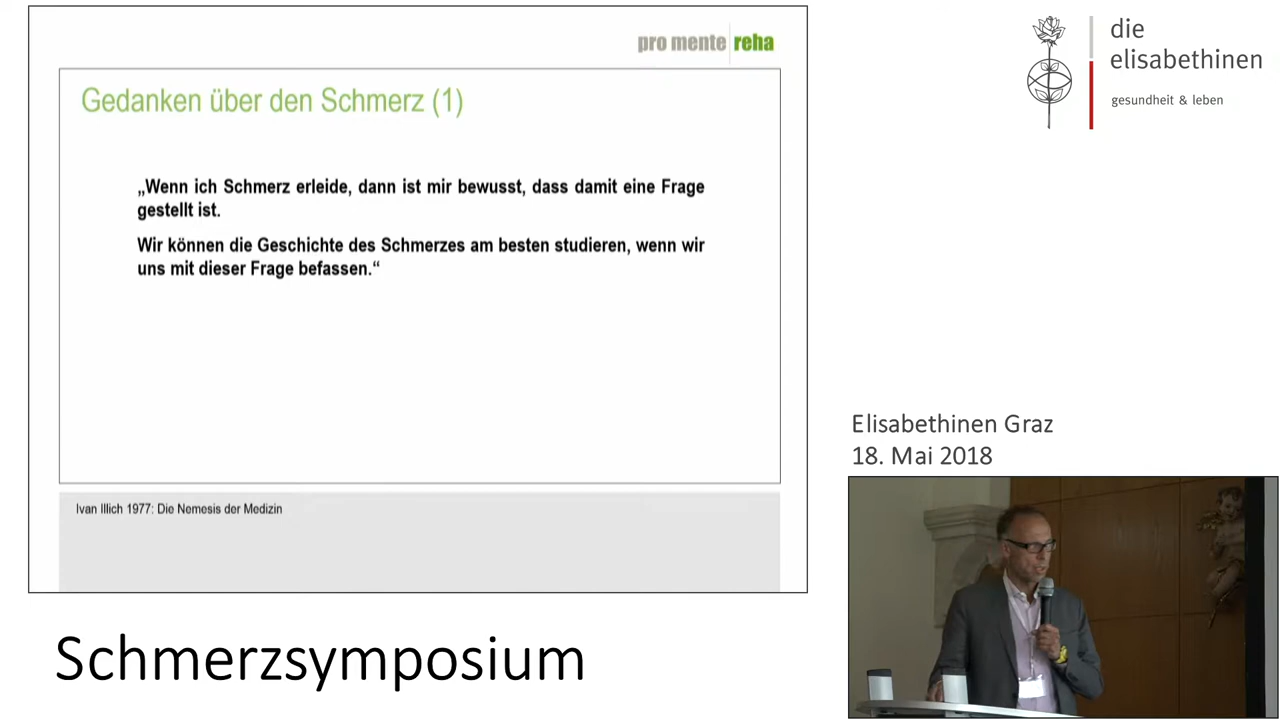 pro mente reha
Gedanken über den Schmerz (1)
„Wenn ich Schmerz erleide, dann ist mir bewusst, dass damit eine Frage
gestellt ist.
Wir können die Geschichte des Schmerzes am besten studieren, wenn wir
uns mit dieser Frage befassen.“
Ivan Illich 1977: Die Nemesis der Medizin
die
elisabethinen
gesundheit & leben
Elisabethinen Graz
18. Mai 2018
Schmerzsymposium